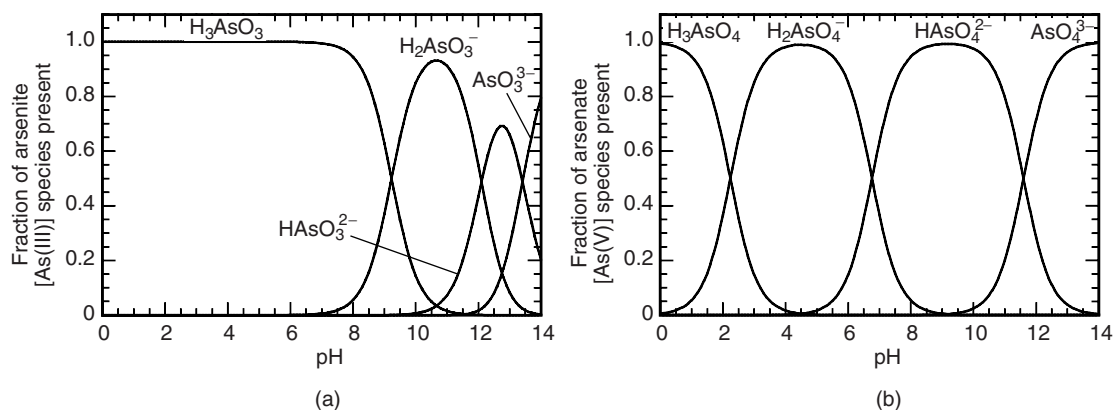 H₃AsO₃
H₂AsO₃⁻
AsO₃³⁻
HAsO₃²⁻
1.0
0.8
0.6
0.4
0.2
0
0 2 4 6 8 10 12 14
pH
Fraction of arsenite
[As(III)] species present
(a)
H₃AsO₄ H₂AsO₄⁻ HAsO₄²⁻ AsO₄³⁻
1.0
0.8
0.6
0.4
0.2
0
0 2 4 6 8 10 12 14
pH
Fraction of arsenate
[As(V)] species present
(b)